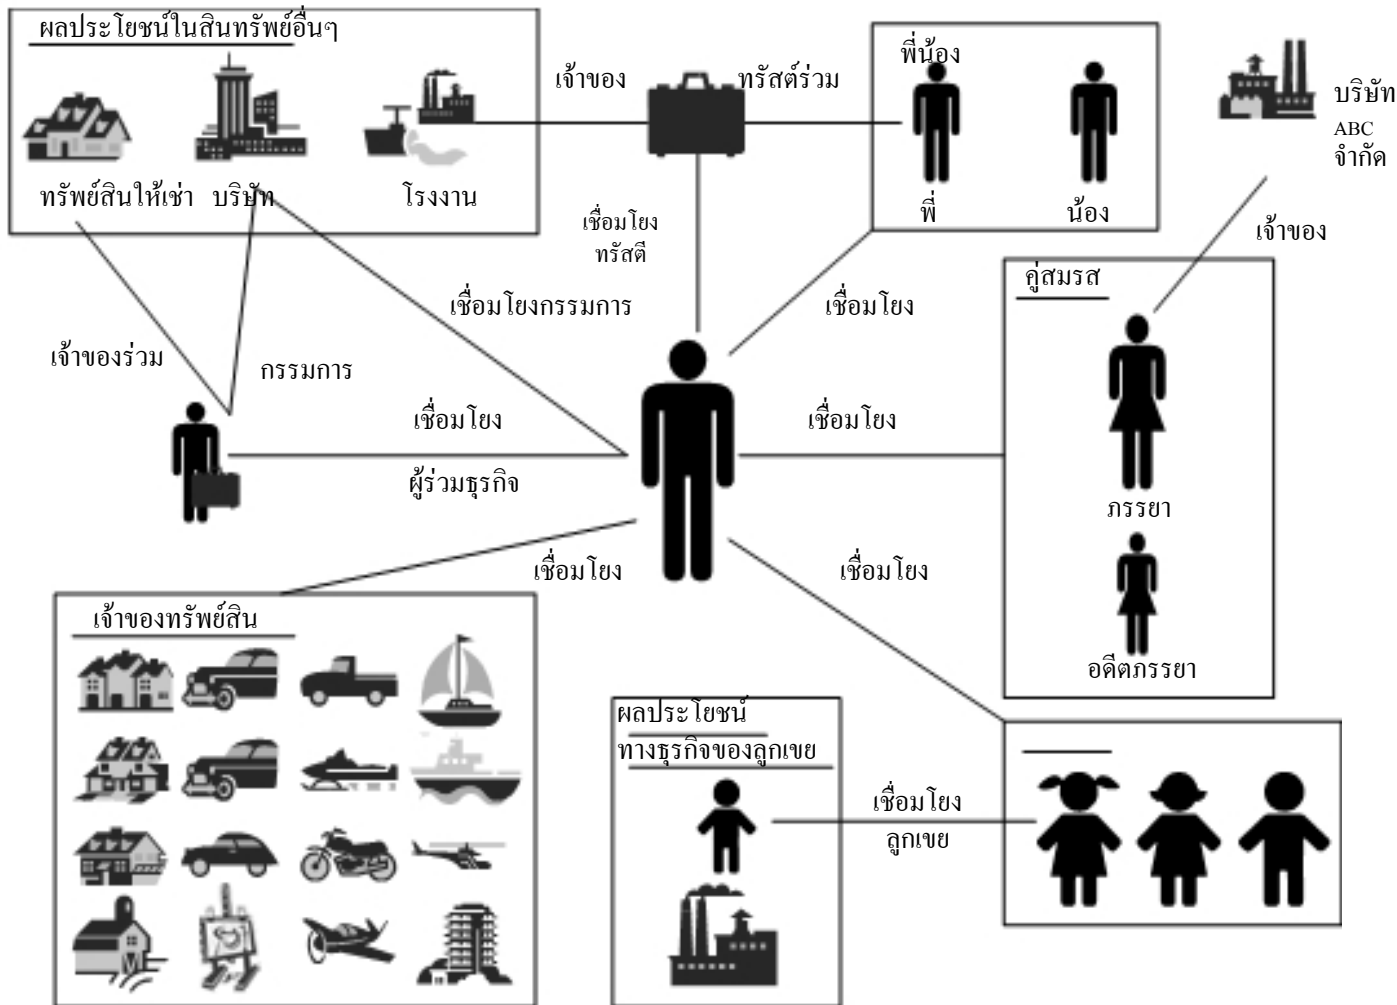 ผลประโยชน์ในสินทรัพย์อื่นๆ
ทรัพย์สินให้เช่า
บริษัท
โรงงาน
เจ้าของ
ทรัสต์ร่วม
พี่น้อง
พี่
น้อง
บริษัท
ABC
จำกัด
เชื่อมโยง
ทรัสตี
เจ้าของ
เชื่อมโยงกรรมการ
เชื่อมโยง
คู่สมรส
เจ้าของร่วม
กรรมการ
เชื่อมโยง
ผู้ร่วมธุรกิจ
เชื่อมโยง
ภรรยา
อดีตภรรยา
เชื่อมโยง
เชื่อมโยง
เจ้าของทรัพย์สิน
ผลประโยชน์
ทางธุรกิจของลูกเขย
เชื่อมโยง
ลูกเขย